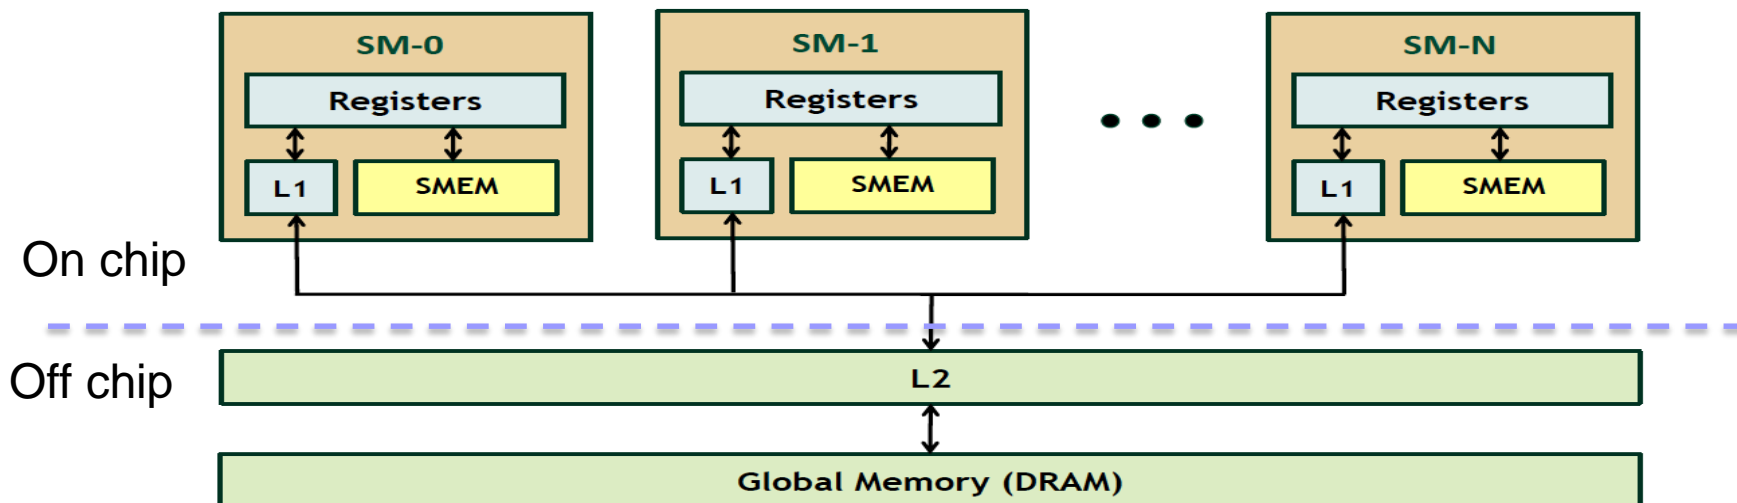 SM-0
SM-1
SM-N
Registers
Registers
Registers
L1
SMEM
L1
SMEM
L1
SMEM
On chip
Off chip
L2
Global Memory (DRAM)